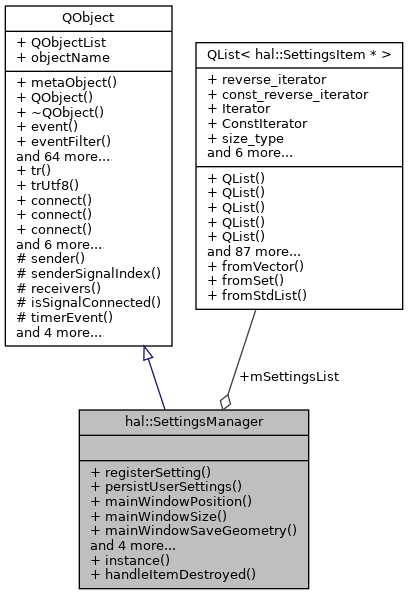 QObject
+ QObjectList
+ objectName
+ metaObject()
+ QObject()
+ ~QObject()
+ event()
+ eventFilter()
and 64 more...
+ tr()
+ trUtf8()
+ connect()
+ connect()
+ connect()
and 6 more...
# sender()
# senderSignalIndex()
# receivers()
# isSignalConnected()
# timerEvent()
and 4 more...
QList< hal::SettingsItem * >
+ reverse_iterator
+ const_reverse_iterator
+ Iterator
+ ConstIterator
+ size_type
and 6 more...
+ QList()
+ QList()
+ QList()
+ QList()
+ QList()
and 87 more...
+ fromVector()
+ fromSet()
+ fromStdList()
+mSettingsList
hal::SettingsManager
+ registerSetting()
+ persistUserSettings()
+ mainWindowPosition()
+ mainWindowSize()
+ mainWindowSaveGeometry()
and 4 more...
+ instance()
+ handleItemDestroyed()